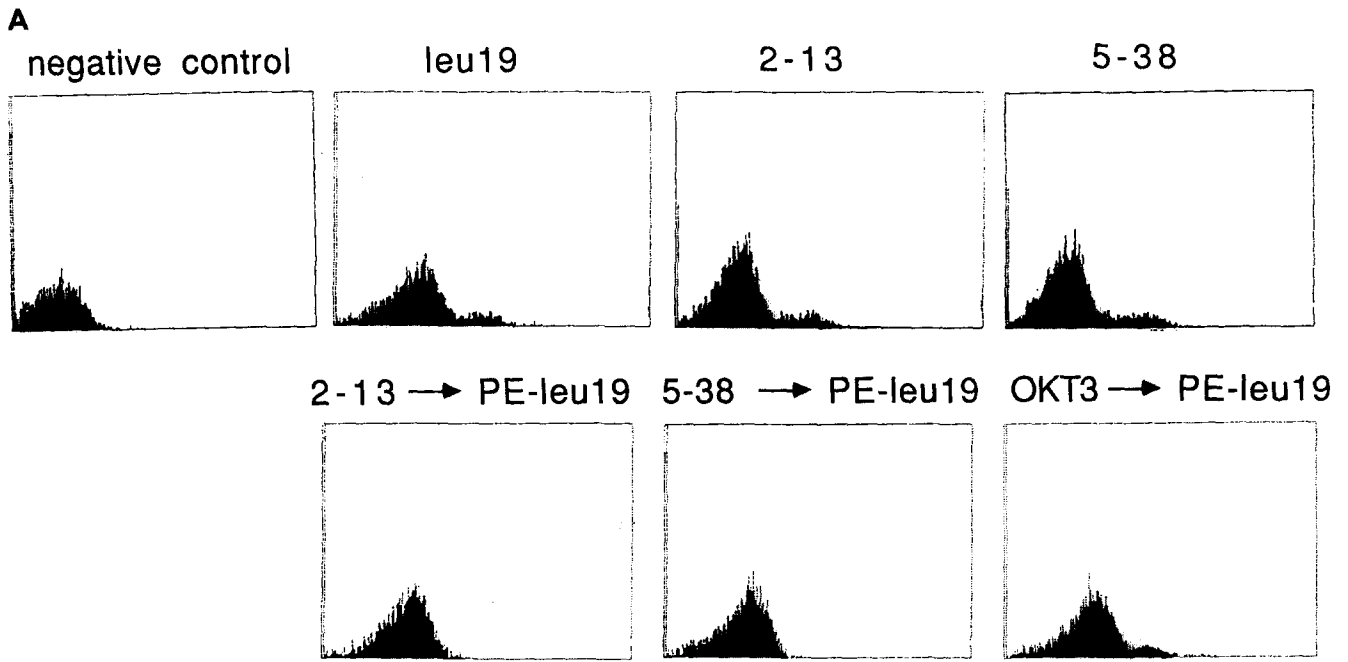 A
negative control leu19 2-13 5-38
2-13 → PE-leu19 5-38 → PE-leu19 OKT3 → PE-leu19